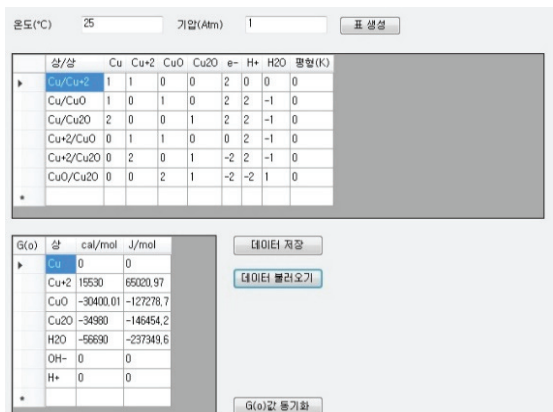 온도(°C) 25 기압(Atm) 1 표 생성
상/상 Cu Cu+2 CuO Cu2O e- H+ H2O 평형(K)
Cu/Cu+2 1 1 0 0 2 0 0 0
Cu/CuO 1 0 1 0 2 2 -1 0
Cu/Cu2O 2 0 0 1 2 2 -1 0
Cu+2/CuO 0 1 1 0 0 2 -1 0
Cu+2/Cu2O 0 2 0 1 -2 2 -1 0
CuO/Cu2O 0 0 2 1 -2 -2 1 0
G(o) 상 cal/mol J/mol
Cu 0 0
Cu+2 15530 65020,97
CuO -30400,01 -127278,7
Cu2O -34980 -146454,2
H2O -56690 -237349,6
OH- 0 0
H+ 0 0
데이터 저장
데이터 불러오기
G(o)값 동기화